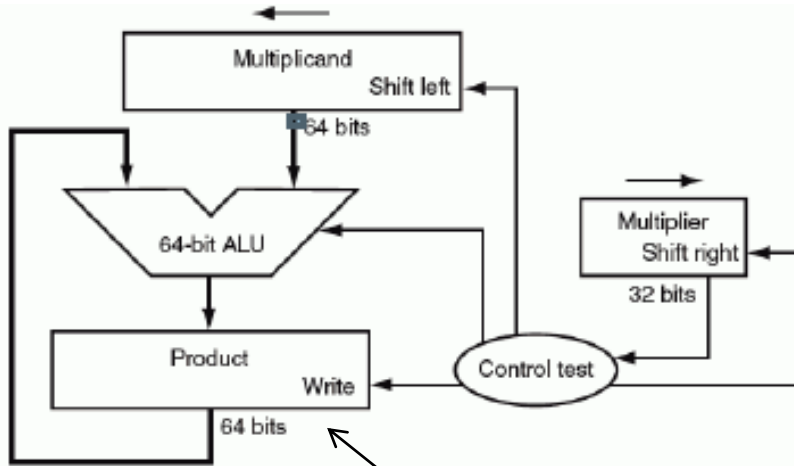 Multiplicand
Shift left
64 bits
64-bit ALU
Multiplier
Shift right
32 bits
Product
Write
Control test
64 bits